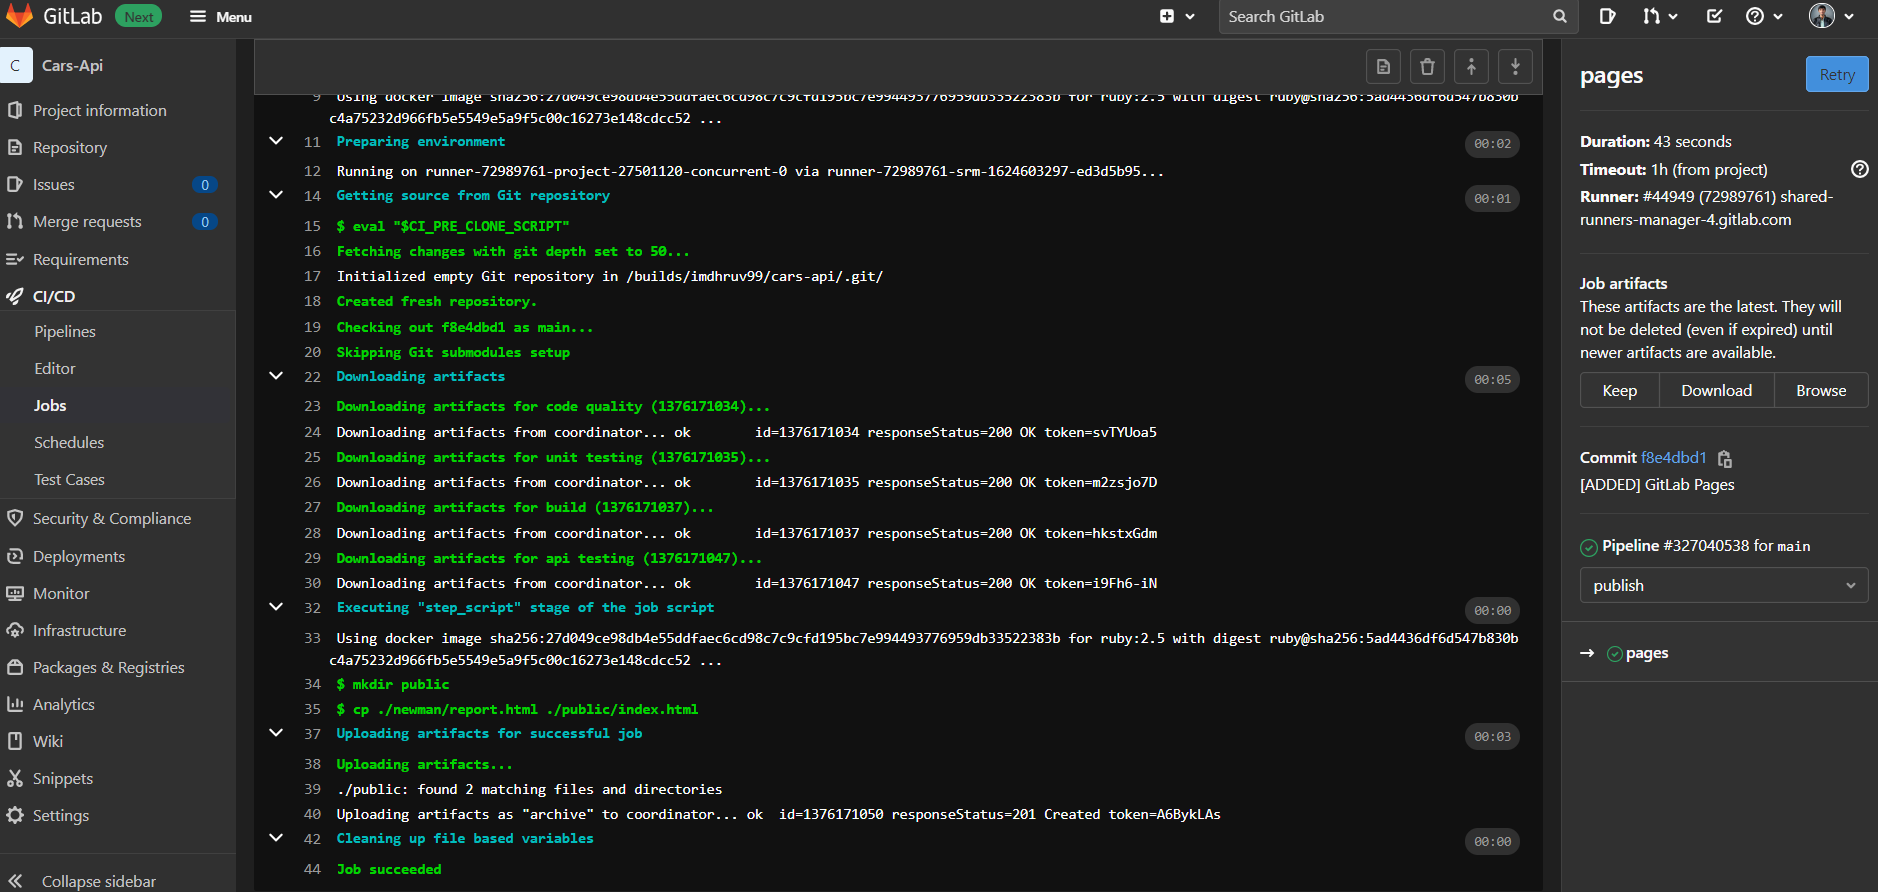 GitLab Next Menu Search GitLab
C Cars-Api
Project information
Repository
Issues 0
Merge requests 0
Requirements
CI/CD
Pipelines
Editor
Jobs
Schedules
Test Cases
Security & Compliance
Deployments
Monitor
Infrastructure
Packages & Registries
Analytics
Wiki
Snippets
Settings
Collapse sidebar
9 Using docker image sha256:27d049ce98db4e55ddfaec6cd98c7c9cfd195bc7e994493776959db33522383b for ruby:2.5 with digest ruby@sha256:5ad4436df6d547b830b
c4a75232d966fb5e5549e5a9f5c00c16273e148cdcc52 ...
11 Preparing environment 00:02
12 Running on runner-72989761-project-27501120-concurrent-0 via runner-72989761-srm-1624603297-ed3d5b95...
14 Getting source from Git repository 00:01
15 $ eval "$CI_PRE_CLONE_SCRIPT"
16 Fetching changes with git depth set to 50...
17 Initialized empty Git repository in /builds/imdhruv99/cars-api/.git/
18 Created fresh repository.
19 Checking out f8e4dbd1 as main...
20 Skipping Git submodules setup
22 Downloading artifacts 00:05
23 Downloading artifacts for code quality (1376171034)...
24 Downloading artifacts from coordinator... ok id=1376171034 responseStatus=200 OK token=svTYUoa5
25 Downloading artifacts for unit testing (1376171035)...
26 Downloading artifacts from coordinator... ok id=1376171035 responseStatus=200 OK token=m2zsjo7D
27 Downloading artifacts for build (1376171037)...
28 Downloading artifacts from coordinator... ok id=1376171037 responseStatus=200 OK token=hkstxGdm
29 Downloading artifacts for api testing (1376171047)...
30 Downloading artifacts from coordinator... ok id=1376171047 responseStatus=200 OK token=i9Fh6-iN
32 Executing "step_script" stage of the job script 00:00
33 Using docker image sha256:27d049ce98db4e55ddfaec6cd98c7c9cfd195bc7e994493776959db33522383b for ruby:2.5 with digest ruby@sha256:5ad4436df6d547b830b
c4a75232d966fb5e5549e5a9f5c00c16273e148cdcc52 ...
34 $ mkdir public
35 $ cp ./newman/report.html ./public/index.html
37 Uploading artifacts for successful job 00:03
38 Uploading artifacts...
39 ./public: found 2 matching files and directories
40 Uploading artifacts as "archive" to coordinator... ok id=1376171050 responseStatus=201 Created token=A6BykLAs
42 Cleaning up file based variables 00:00
44 Job succeeded
pages Retry
Duration: 43 seconds
Timeout: 1h (from project)
Runner: #44949 (72989761) shared-
runners-manager-4.gitlab.com
Job artifacts
These artifacts are the latest. They will
not be deleted (even if expired) until
newer artifacts are available.
Keep Download Browse
Commit f8e4dbd1
[ADDED] GitLab Pages
Pipeline #327040538 for main
publish
→ pages